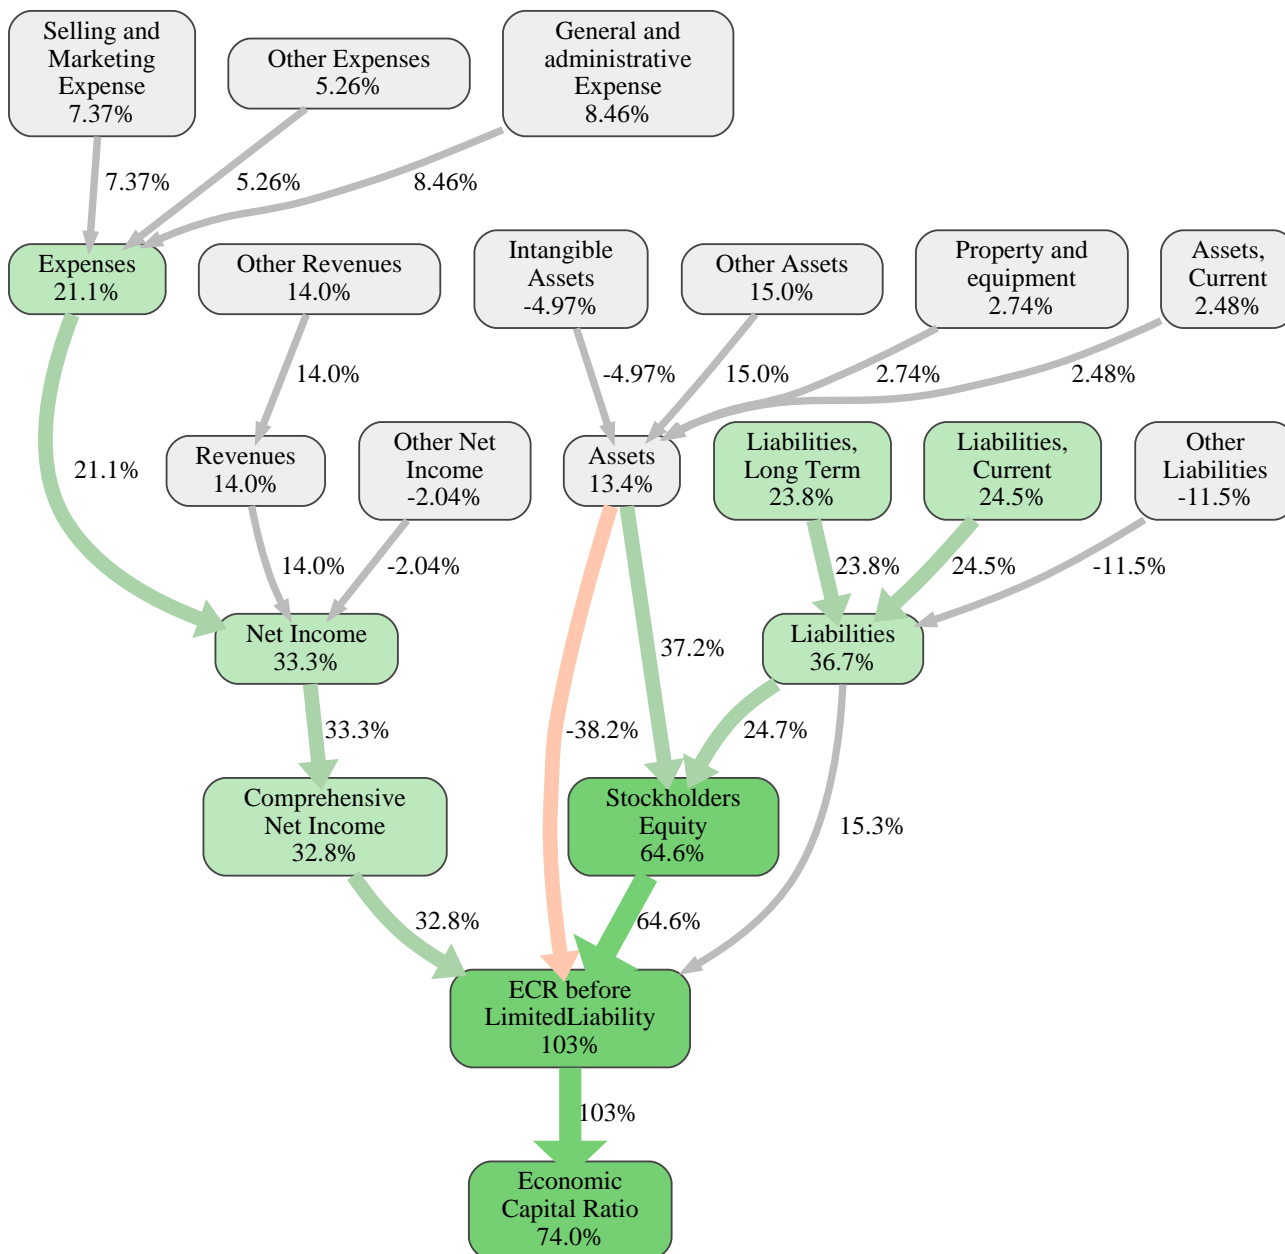 Selling and
Marketing
Expense
7.37%
Other Expenses
5.26%
General and
administrative
Expense
8.46%
7.37%
5.26%
8.46%
Expenses
21.1%
Other Revenues
14.0%
Intangible
Assets
-4.97%
Other Assets
15.0%
Property and
equipment
2.74%
Assets,
Current
2.48%
14.0%
-4.97%
15.0%
2.74%
2.48%
21.1%
Revenues
14.0%
Other Net
Income
-2.04%
Assets
13.4%
Liabilities,
Long Term
23.8%
Liabilities,
Current
24.5%
Other
Liabilities
-11.5%
14.0%
-2.04%
23.8%
24.5%
-11.5%
Net Income
33.3%
37.2%
Liabilities
36.7%
33.3%
-38.2%
24.7%
Comprehensive
Net Income
32.8%
Stockholders
Equity
64.6%
15.3%
32.8%
64.6%
ECR before
LimitedLiability
103%
103%
Economic
Capital Ratio
74.0%